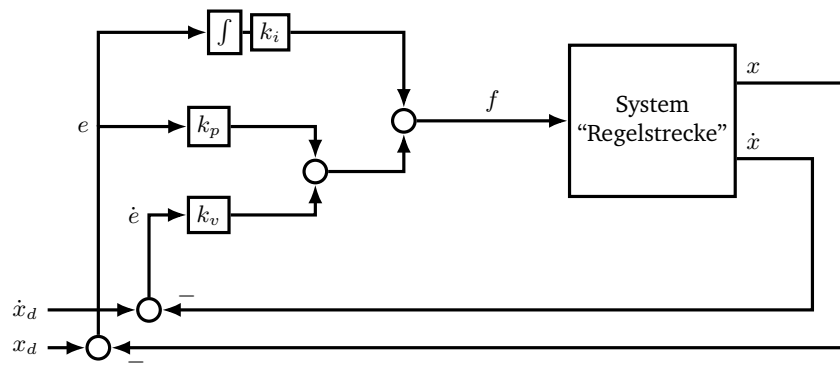 ∫ k_i
x
f
System
e k_p
“Regelstrecke”
ẋ
ė k_v
ẋ_d −
x_d −